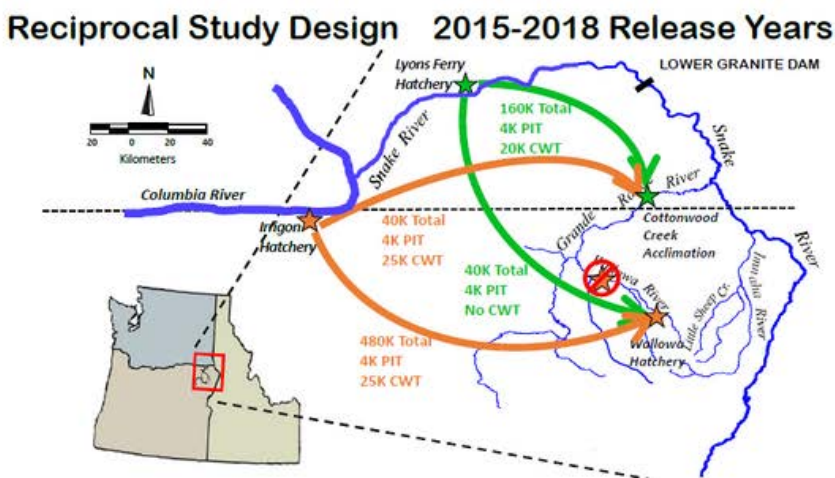 Reciprocal Study Design 2015-2018 Release Years
N
20 0 20 40
Kilometers
Lyons Ferry
Hatchery
LOWER GRANITE DAM
160K Total
4K PIT
20K CWT
Snake River
Snake
River
Columbia River
Irrigon
Hatchery
40K Total
4K PIT
25K CWT
Grande
River
Cottonwood
Creek
Acclimation
40K Total
4K PIT
No CWT
River
Little Sheep Cr.
Imnaha River
480K Total
4K PIT
25K CWT
Wallowa
Hatchery